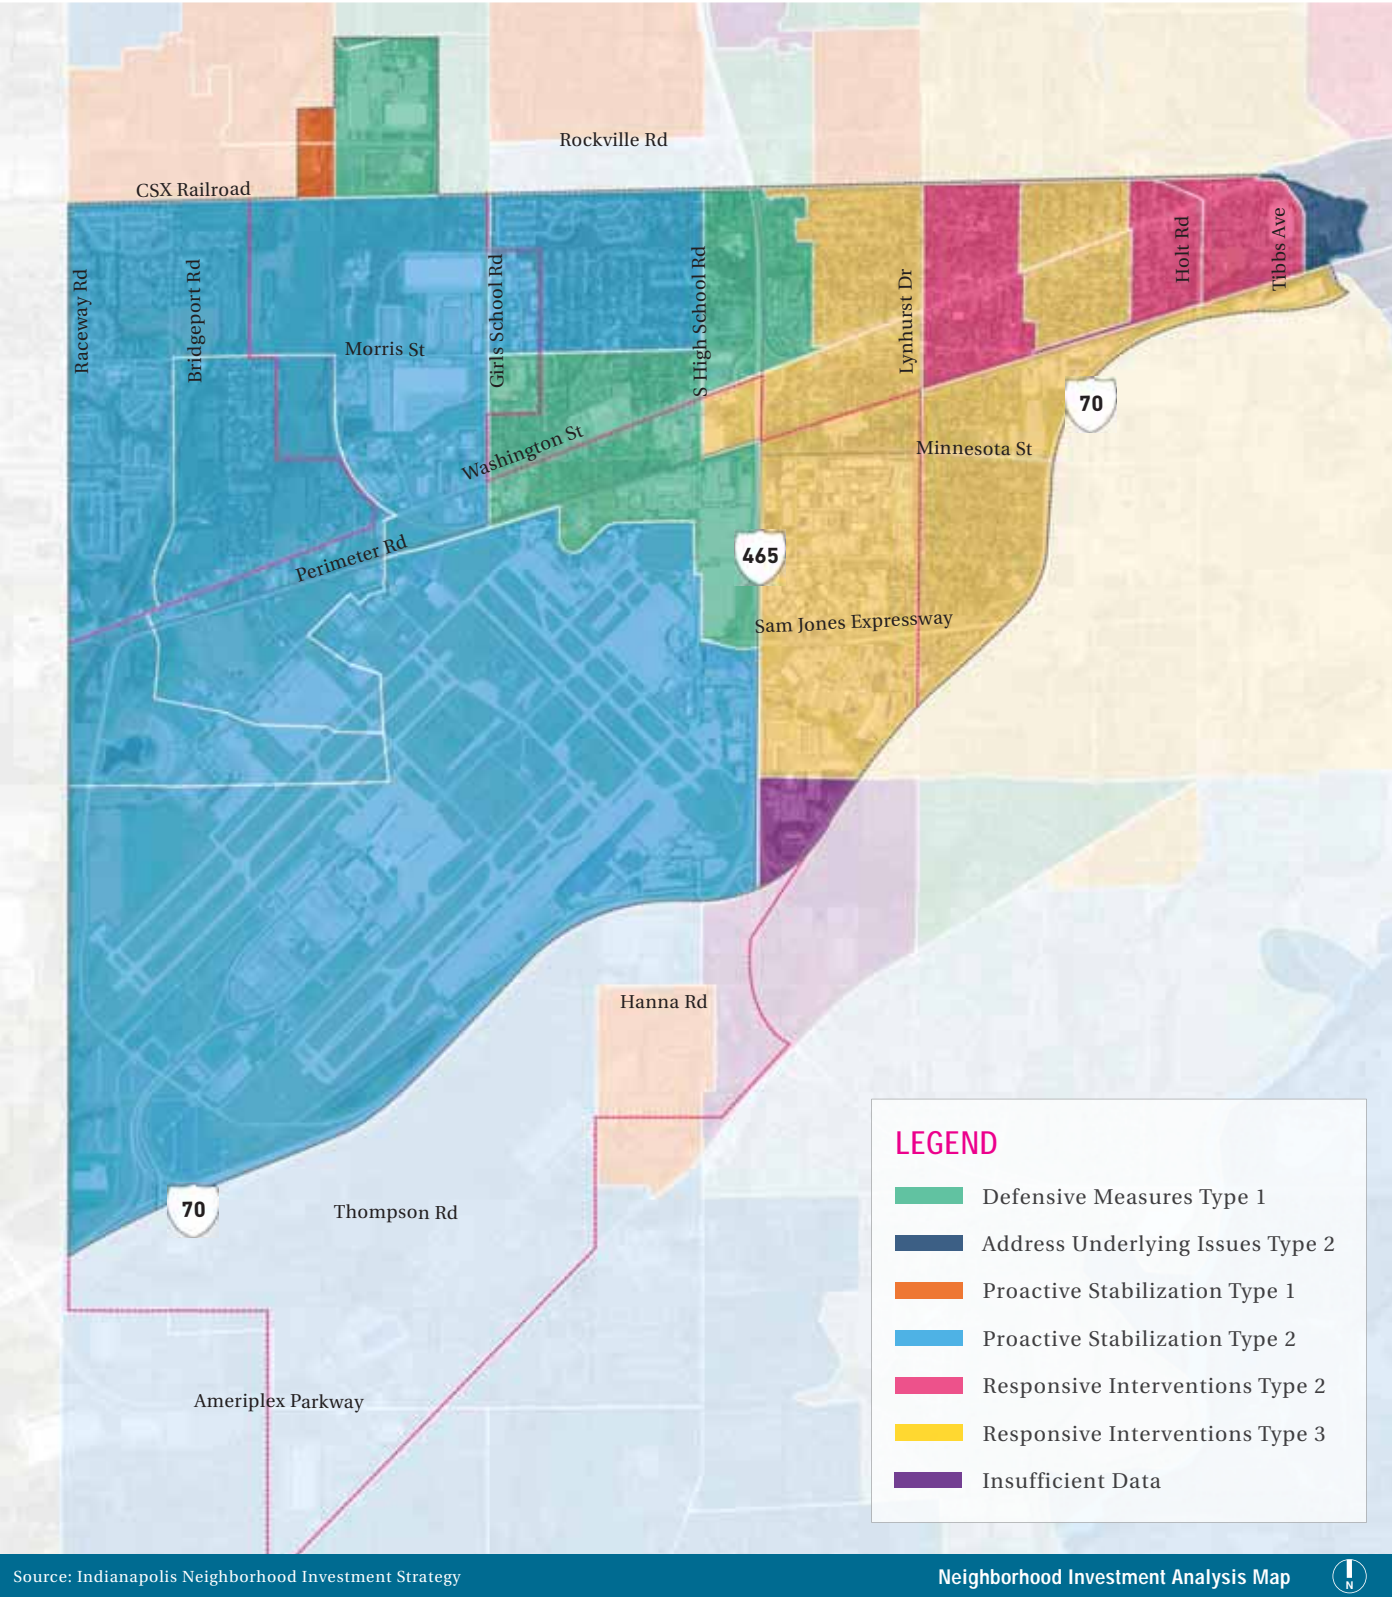 Rockville Rd
CSX Railroad
Raceway Rd
Bridgeport Rd
Girls School Rd
S High School Rd
Lynhurst Dr
Holt Rd
Tibbs Ave
Morris St
70
Washington St
Minnesota St
Perimeter Rd
465
Sam Jones Expressway
Hanna Rd
70
Thompson Rd
Ameriplex Parkway
LEGEND
Defensive Measures Type 1
Address Underlying Issues Type 2
Proactive Stabilization Type 1
Proactive Stabilization Type 2
Responsive Interventions Type 2
Responsive Interventions Type 3
Insufficient Data
Source: Indianapolis Neighborhood Investment Strategy
Neighborhood Investment Analysis Map
N